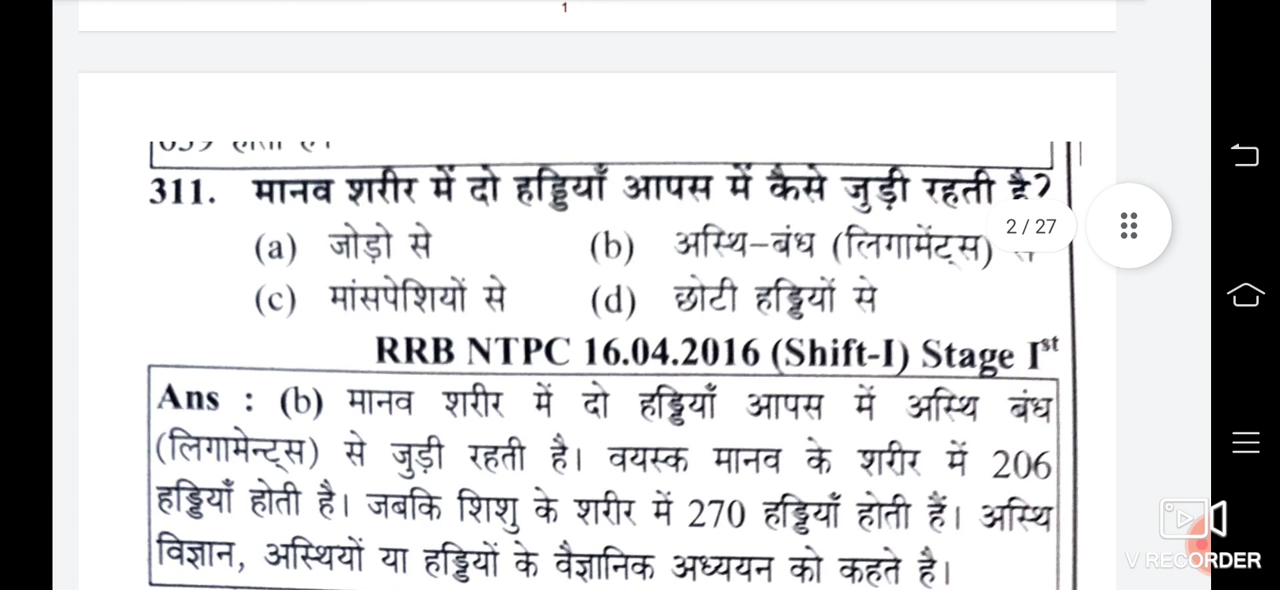 1
311. मानव शरीर में दो हड्डियाँ आपस में कैसे जुड़ी रहती है?
(a) जोड़ो से (b) अस्थि-बंध (लिगामेंट्स)
2 / 27
(c) मांसपेशियों से (d) छोटी हड्डियों से
RRB NTPC 16.04.2016 (Shift-I) Stage Ist
Ans : (b) मानव शरीर में दो हड्डियाँ आपस में अस्थि बंध
(लिगामेन्ट्स) से जुड़ी रहती है। वयस्क मानव के शरीर में 206
हड्डियाँ होती है। जबकि शिशु के शरीर में 270 हड्डियाँ होती हैं। अस्थि
विज्ञान, अस्थियों या हड्डियों के वैज्ञानिक अध्ययन को कहते है।
V RECORDER